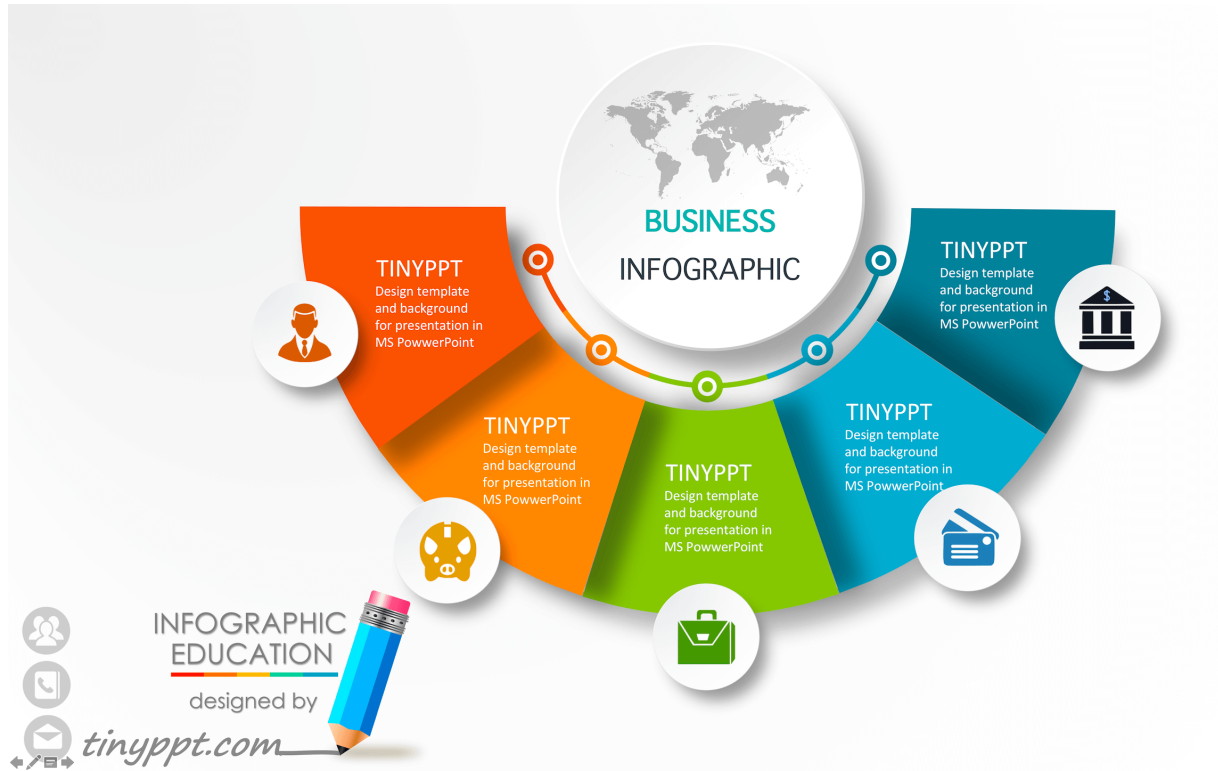 BUSINESS
INFOGRAPHIC
TINYPPT
Design template
and background
for presentation in
MS PowwerPoint
TINYPPT
Design template
and background
for presentation in
MS PowwerPoint
TINYPPT
Design template
and background
for presentation in
MS PowwerPoint
TINYPPT
Design template
and background
for presentation in
MS PowwerPoint
TINYPPT
Design template
and background
for presentation in
MS PowwerPoint
$
INFOGRAPHIC
EDUCATION
designed by
tinyppt.com